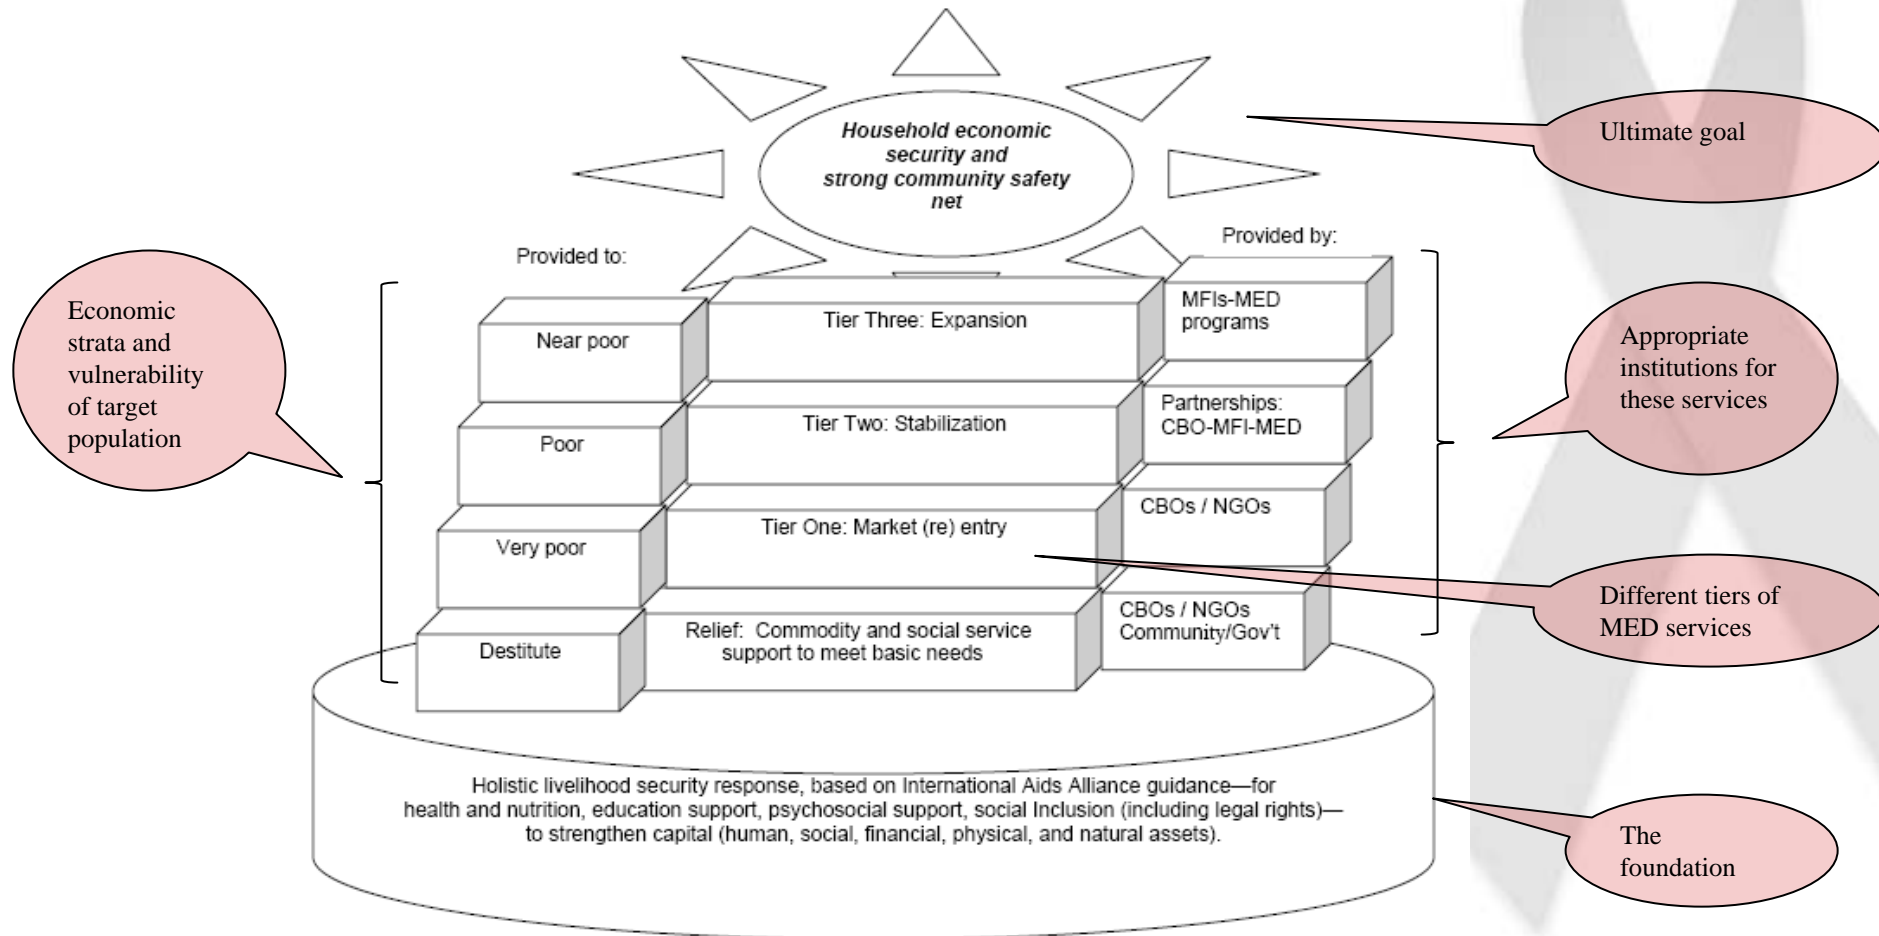 Household economic
security and
strong community safety
net
Ultimate goal
Provided to:
Provided by:
Economic
strata and
vulnerability
of target
population
Near poor
Tier Three: Expansion
MFIs-MED
programs
Appropriate
institutions for
these services
Poor
Tier Two: Stabilization
Partnerships:
CBO-MFI-MED
Very poor
Tier One: Market (re) entry
CBOs / NGOs
Different tiers of
MED services
Destitute
Relief:  Commodity and social service
support to meet basic needs
CBOs / NGOs
Community/Gov't
Holistic livelihood security response, based on International Aids Alliance guidance—for
health and nutrition, education support, psychosocial support, social Inclusion (including legal rights)—
to strengthen capital (human, social, financial, physical, and natural assets).
The
foundation